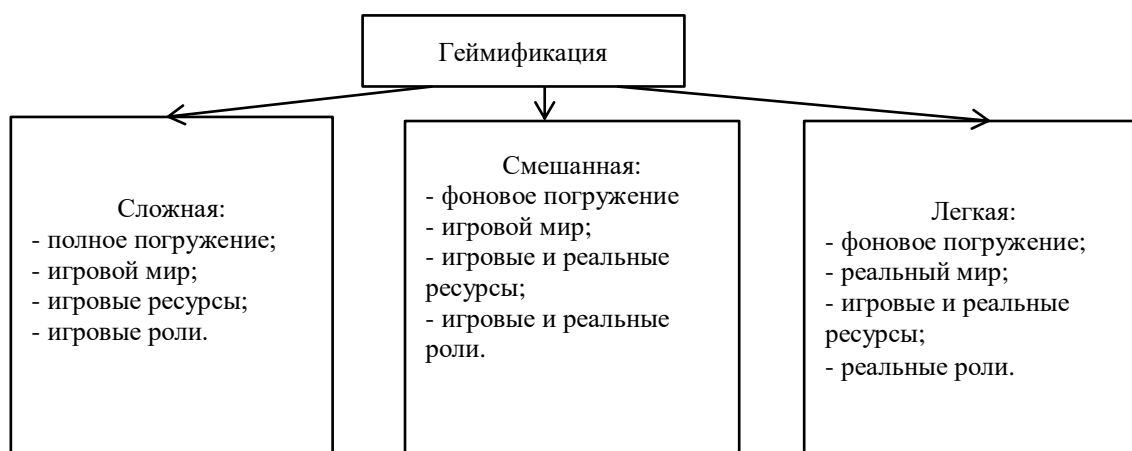 Геймификация
Сложная:
- полное погружение;
- игровой мир;
- игровые ресурсы;
- игровые роли.
Смешанная:
- фоновое погружение
- игровой мир;
- игровые и реальные
ресурсы;
- игровые и реальные
роли.
Легкая:
- фоновое погружение;
- реальный мир;
- игровые и реальные
ресурсы;
- реальные роли.